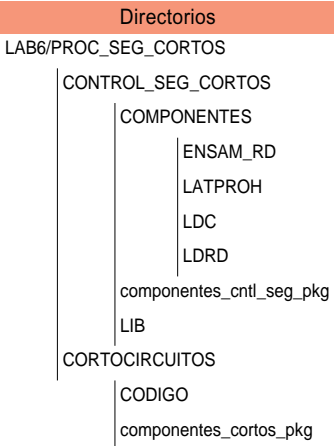 Directorios
LAB6/PROC_SEG_CORTOS
CONTROL_SEG_CORTOS
COMPONENTES
ENSAM_RD
LATPROH
LDC
LDRD
componentes_cntl_seg_pkg
LIB
CORTOCIRCUITOS
CODIGO
componentes_cortos_pkg